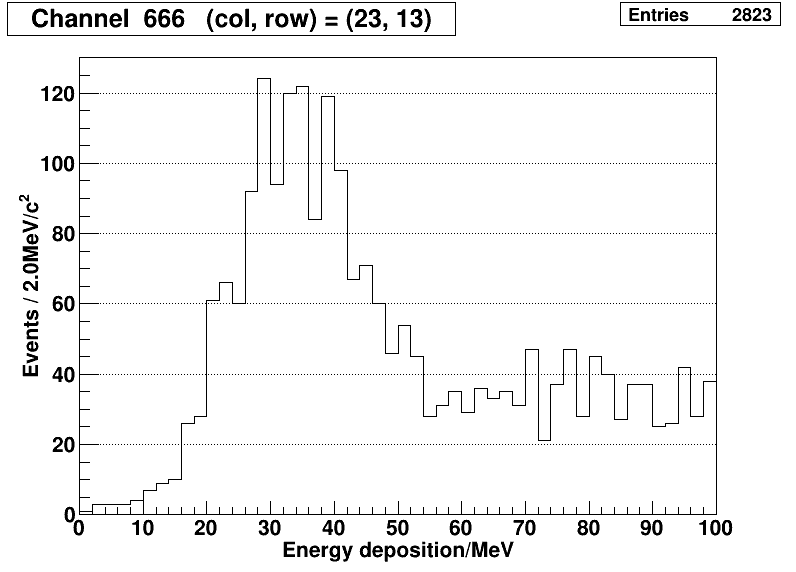 Channel 666 (col, row) = (23, 13)
Entries 2823
Events / 2.0MeV/c²
120
100
80
60
40
20
0
0 10 20 30 40 50 60 70 80 90 100
Energy deposition/MeV